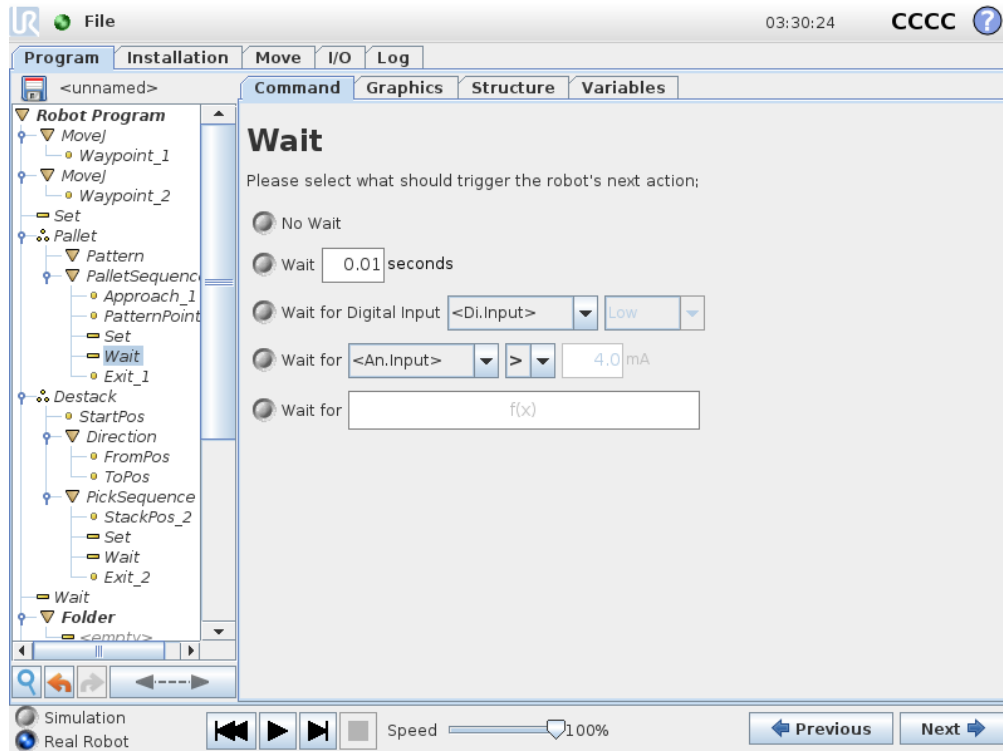 UR File 03:30:24 CCCC ?
Program Installation Move I/O Log
<unnamed> Command Graphics Structure Variables
Robot Program
MoveJ
Waypoint_1
MoveJ
Waypoint_2
Set
Pallet
Pattern
PalletSequence
Approach_1
PatternPoint
Set
Wait
Exit_1
Destack
StartPos
Direction
FromPos
ToPos
PickSequence
StackPos_2
Set
Wait
Exit_2
Wait
Folder
<empty>
Wait
Please select what should trigger the robot's next action;
No Wait
Wait 0.01 seconds
Wait for Digital Input <Di.Input> Low
Wait for <An.Input> > 4.0 mA
Wait for f(x)
Simulation
Real Robot
Speed 100%
Previous Next